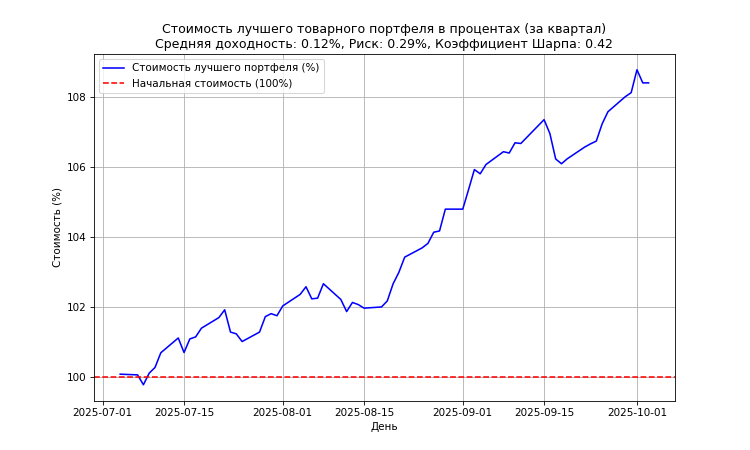 Стоимость лучшего товарного портфеля в процентах (за квартал)
Средняя доходность: 0.12%, Риск: 0.29%, Коэффициент Шарпа: 0.42
Стоимость лучшего портфеля (%)
Начальная стоимость (100%)
Стоимость (%)
108
106
104
102
100
2025-07-01
2025-07-15
2025-08-01
2025-08-15
2025-09-01
2025-09-15
2025-10-01
День